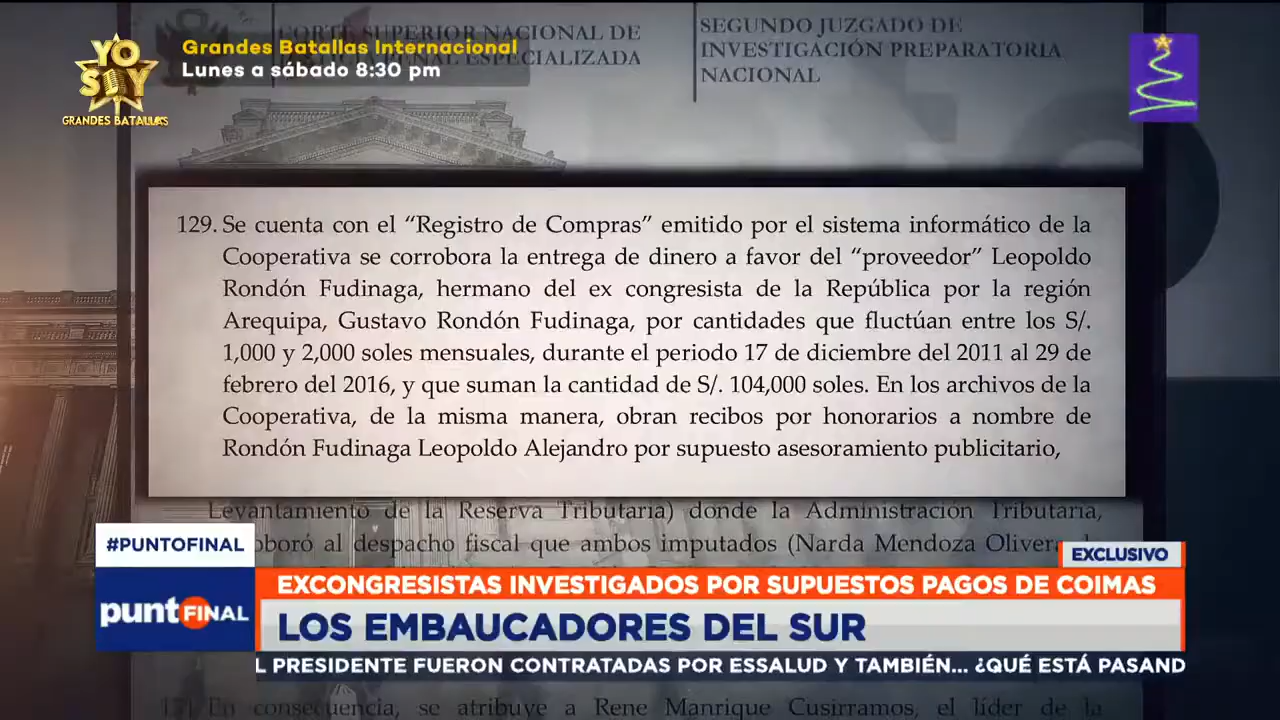 YO
SOY
GRANDES BATALLAS
Grandes Batallas Internacional
Lunes a sábado 8:30 pm
CORTE SUPERIOR NACIONAL DE
PENAL ESPECIALIZADA
SEGUNDO JUZGADO DE
INVESTIGACIÓN PREPARATORIA
NACIONAL
129. Se cuenta con el “Registro de Compras” emitido por el sistema informático de la
Cooperativa se corrobora la entrega de dinero a favor del “proveedor” Leopoldo
Rondón Fudinaga, hermano del ex congresista de la República por la región
Arequipa, Gustavo Rondón Fudinaga, por cantidades que fluctúan entre los S/.
1,000 y 2,000 soles mensuales, durante el periodo 17 de diciembre del 2011 al 29 de
febrero del 2016, y que suman la cantidad de S/. 104,000 soles. En los archivos de la
Cooperativa, de la misma manera, obran recibos por honorarios a nombre de
Rondón Fudinaga Leopoldo Alejandro por supuesto asesoramiento publicitario,
Levantamiento de la Reserva Tributaria) donde la Administración Tributaria,
oboró al despacho fiscal que ambos imputados (Narda Mendoza Olivera
#PUNTOFINAL
EXCLUSIVO
EXCONGRESISTAS INVESTIGADOS POR SUPUESTOS PAGOS DE COIMAS
punto FINAL
LOS EMBAUCADORES DEL SUR
L PRESIDENTE FUERON CONTRATADAS POR ESSALUD Y TAMBIÉN... ¿QUÉ ESTÁ PASAND
131 En consecuencia, se atribuye a Rene Manrique Cusirramos, el líder de la